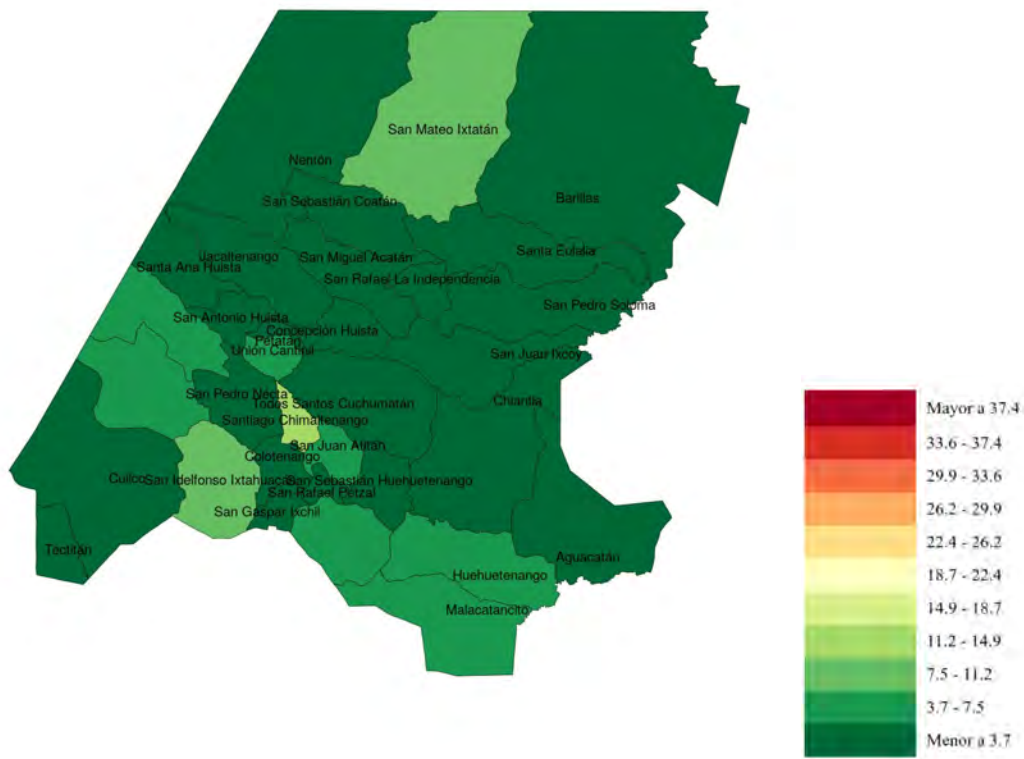 San Mateo Ixtatán
Nentón
San Sebastián Coatán
Barillas
Santa Eulalia
Jacaltenango
San Miguel Acatán
Santa Ana Huista
San Rafael La Independencia
San Pedro Soloma
San Antonio Huista
Concepción Huista
Petatán
Unión Cantinil
San Juan Ixcoy
San Pedro Necta
Todos Santos Cuchumatán
Chiantla
Santiago Chimaltenango
San Juan Atitán
Colotenango
Cuilco
San Idelfonso Ixtahuacán
San Sebastián Huehuetenango
San Rafael Petzal
San Gaspar Ixchil
Tectitán
Aguacatán
Huehuetenango
Malacatancito
Mayor a 37.4
33.6 - 37.4
29.9 - 33.6
26.2 - 29.9
22.4 - 26.2
18.7 - 22.4
14.9 - 18.7
11.2 - 14.9
7.5 - 11.2
3.7 - 7.5
Menor a 3.7